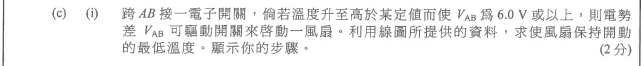 (c) (i) 跨 AB 接一電子開關，倘若溫度升至高於某定值而使 VAB 為 6.0 V 或以上，則電勢
差 VAB 可驅動開關來啓動一風扇。利用線圖所提供的資料，求使風扇保持開動
的最低溫度。顯示你的步驟。 (2 分)